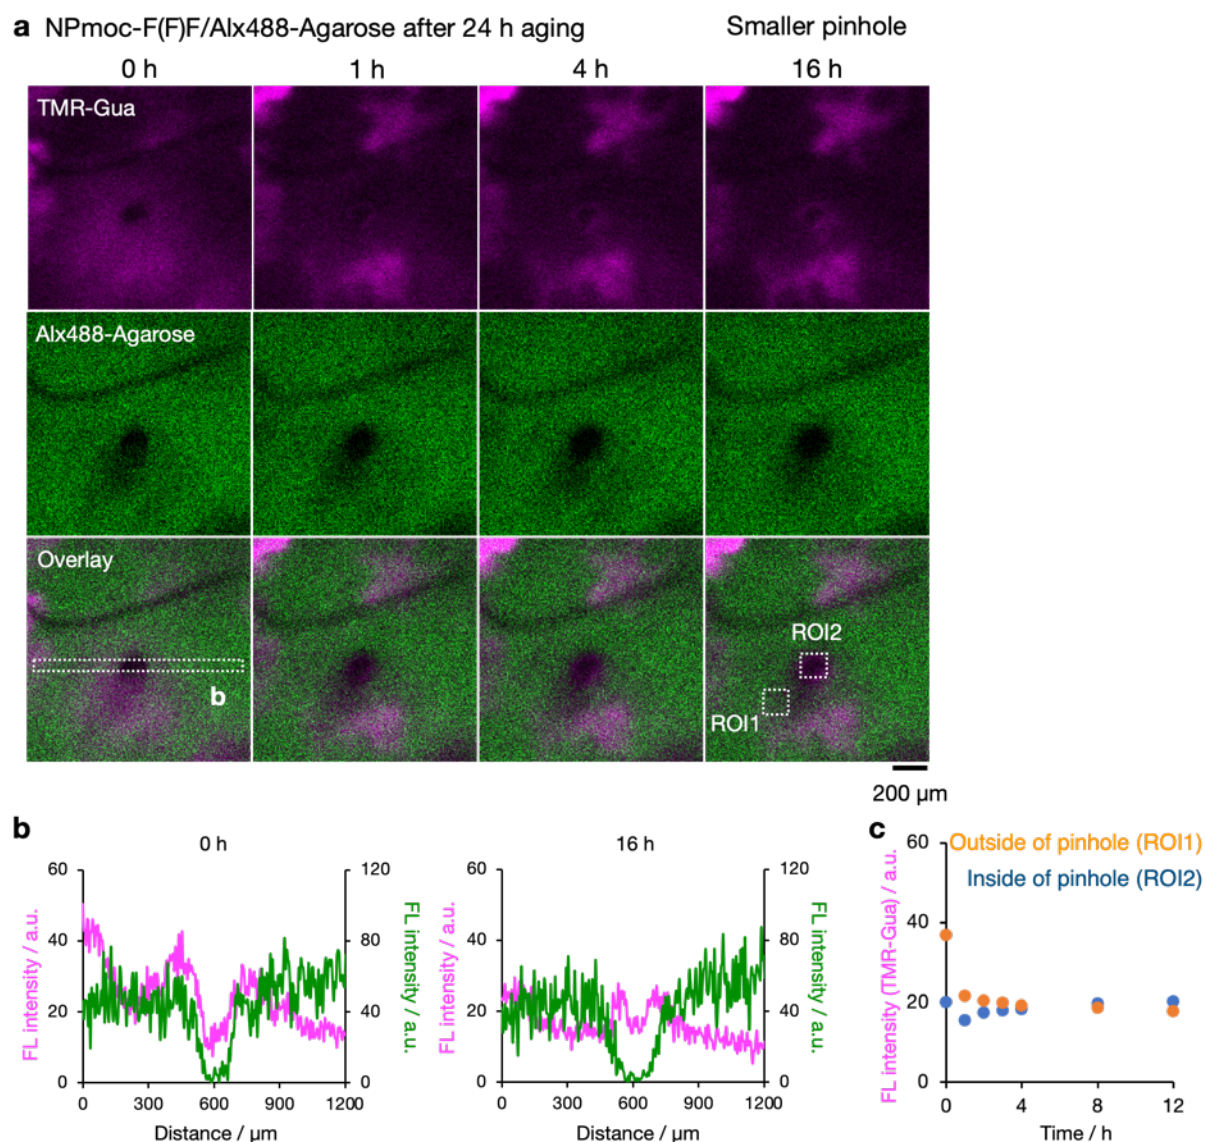 a NPmoc-F(F)F/Alx488-Agarose after 24 h aging Smaller pinhole
0 h 1 h 4 h 16 h
TMR-Gua
Alx488-Agarose
Overlay
b
ROI2
ROI1
200 μm
b
0 h
FL intensity / a.u.
60
40
20
0
120
80
40
0
FL intensity / a.u.
0 300 600 900 1200
Distance / μm
16 h
FL intensity / a.u.
60
40
20
0
120
80
40
0
FL intensity / a.u.
0 300 600 900 1200
Distance / μm
c
Outside of pinhole (ROI1)
Inside of pinhole (ROI2)
FL intensity (TMR-Gua) / a.u.
60
40
20
0
0 4 8 12
Time / h